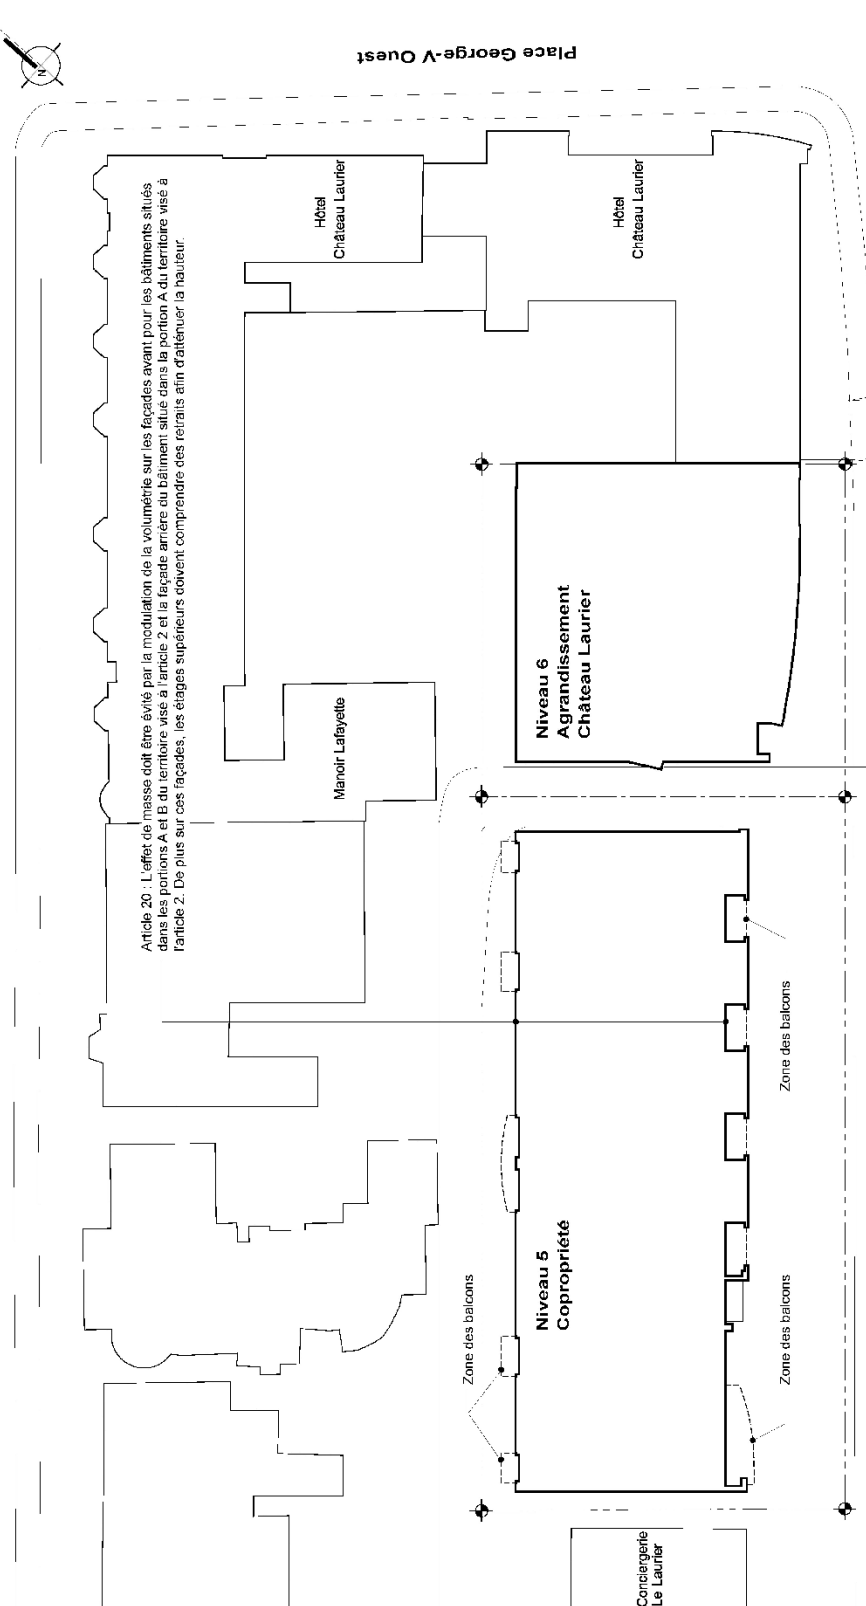 N
Place George-V Ouest
Hôtel
Château Laurier
Hôtel
Château Laurier
Article 20 : L'effet de masse doit être évité par la modulation de la volumétrie sur les façades avant pour les bâtiments situés
dans les portions A et B du territoire visé à l'article 2 et la façade arrière du bâtiment situé dans la portion A du territoire visé à
l'article 2. De plus sur ces façades, les étages supérieurs doivent comprendre des retraits afin d'atténuer la hauteur.
Manoir Lafayette
Niveau 6
Agrandissement
Château Laurier
Zone des balcons
Niveau 5
Copropriété
Zone des balcons
Zone des balcons
Conciergerie
Le Laurier